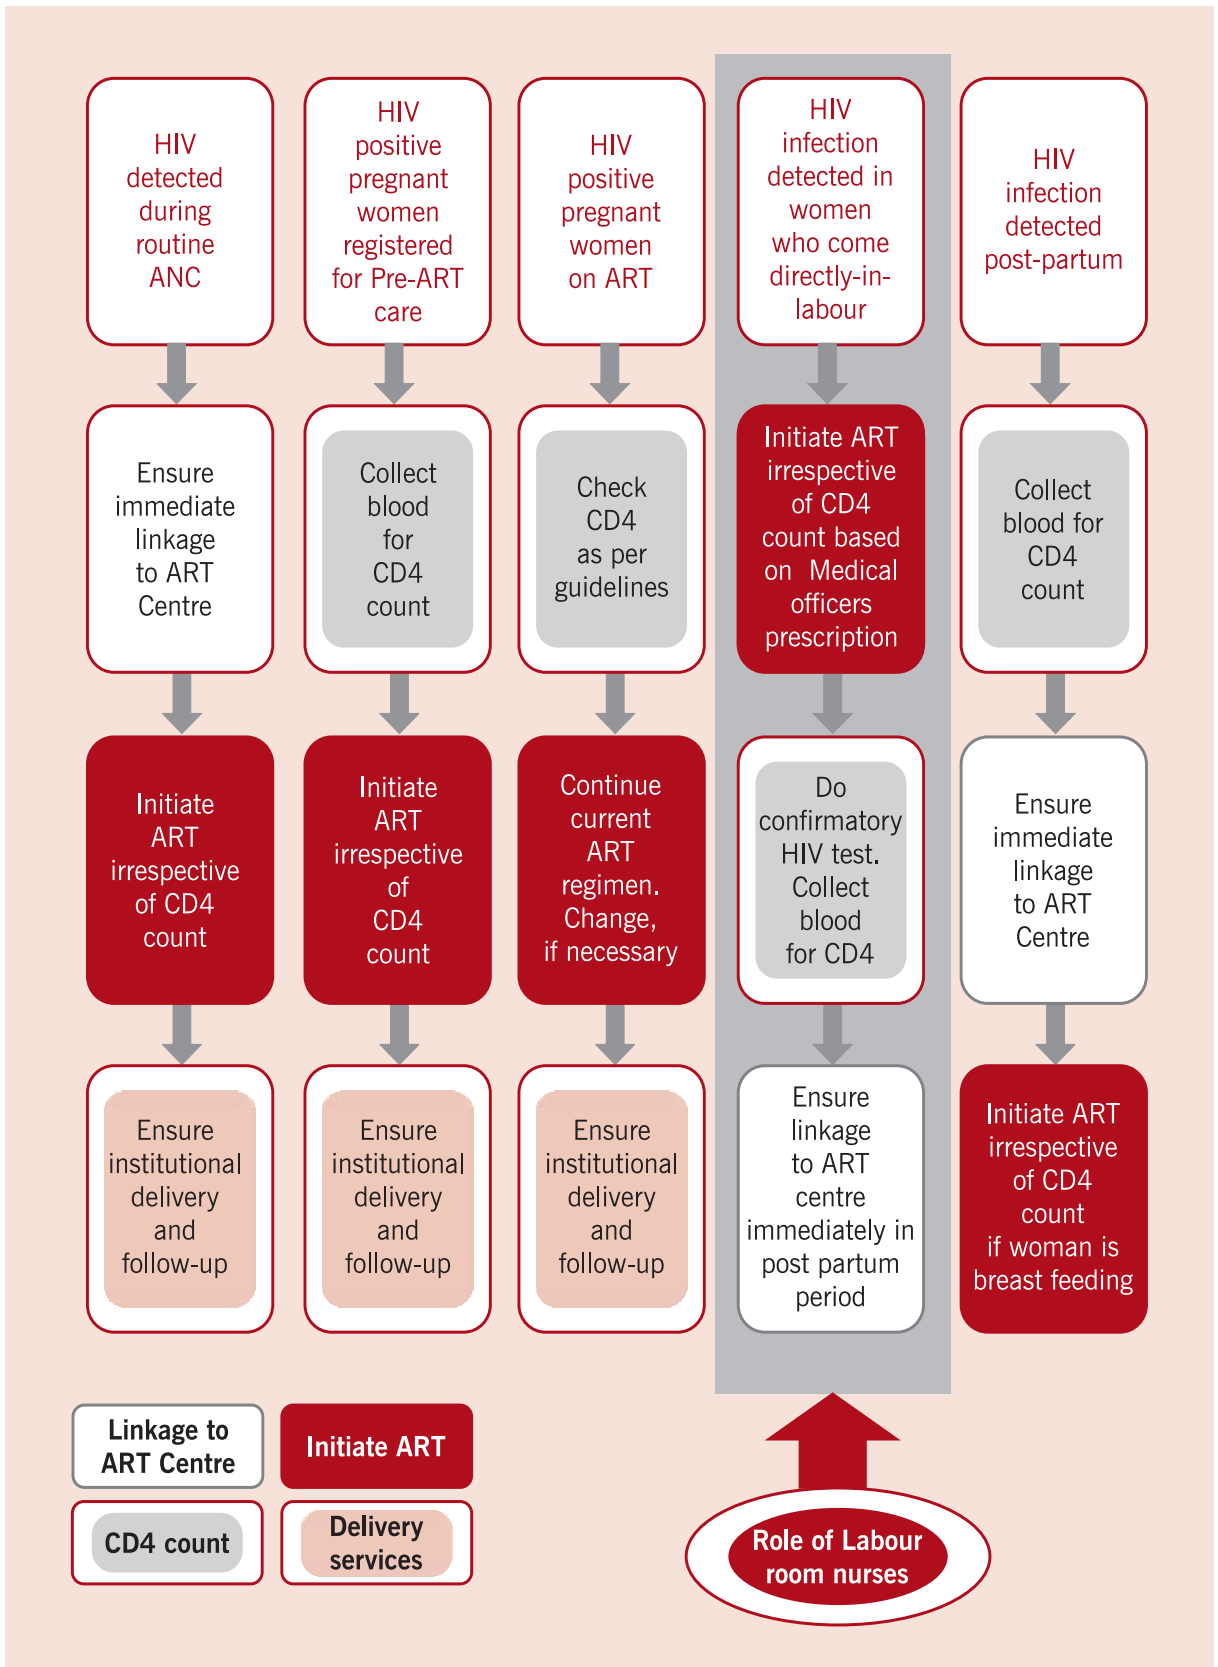 HIV
detected
during
routine
ANC
HIV
positive
pregnant
women
registered
for Pre-ART
care
HIV
positive
pregnant
women
on ART
HIV
infection
detected in
women
who come
directly-in-
labour
HIV
infection
detected
post-partum
Ensure
immediate
linkage
to ART
Centre
Collect
blood
for
CD4
count
Check
CD4
as per
guidelines
Initiate ART
irrespective
of CD4
count based
on Medical
officers
prescription
Collect
blood for
CD4
count
Initiate
ART
irrespective
of CD4
count
Initiate
ART
irrespective
of
CD4
count
Continue
current
ART
regimen.
Change,
if necessary
Do
confirmatory
HIV test.
Collect
blood
for CD4
Ensure
immediate
linkage
to ART
Centre
Ensure
institutional
delivery
and
follow-up
Ensure
institutional
delivery
and
follow-up
Ensure
institutional
delivery
and
follow-up
Ensure
linkage
to ART
centre
immediately in
post partum
period
Initiate ART
irrespective
of CD4
count
if woman is
breast feeding
Linkage to
ART Centre
Initiate ART
CD4 count
Delivery
services
Role of Labour
room nurses